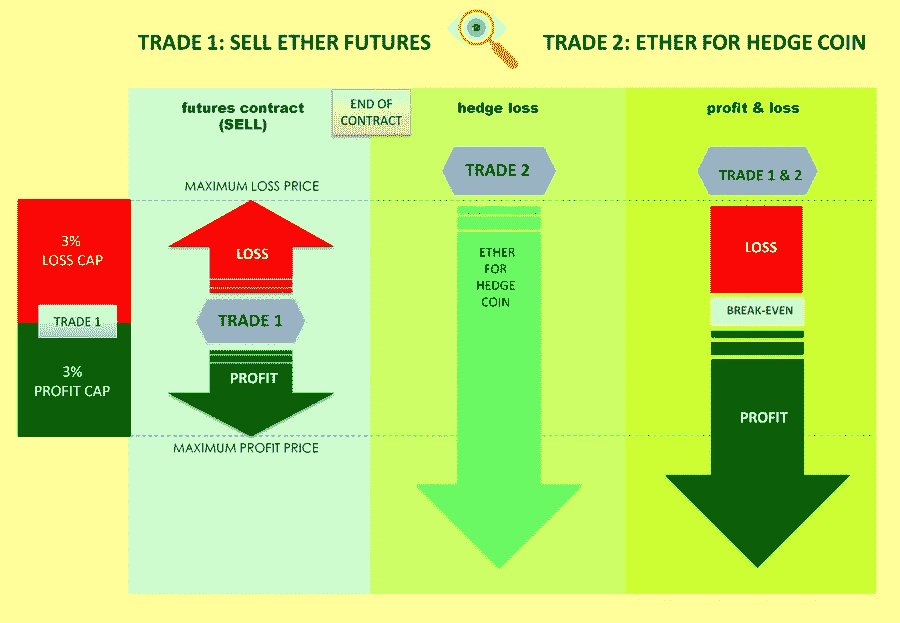 TRADE 1: SELL ETHER FUTURES
TRADE 2: ETHER FOR HEDGE COIN
futures contract
(SELL)
END OF
CONTRACT
hedge loss
profit & loss
TRADE 2
TRADE 1 & 2
MAXIMUM LOSS PRICE
3%
LOSS CAP
LOSS
ETHER
FOR
HEDGE
COIN
LOSS
TRADE 1
TRADE 1
BREAK-EVEN
3%
PROFIT CAP
PROFIT
PROFIT
MAXIMUM PROFIT PRICE